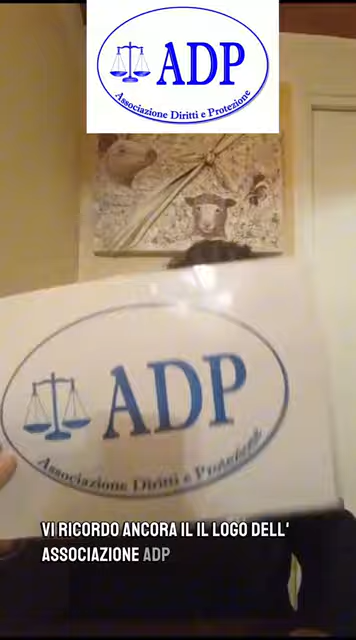 ADP
Associazione Diritti e Protezione
ADP
Associazione Diritti e Protezione
VI RICORDO ANCORA IL IL LOGO DELL'
ASSOCIAZIONE ADP